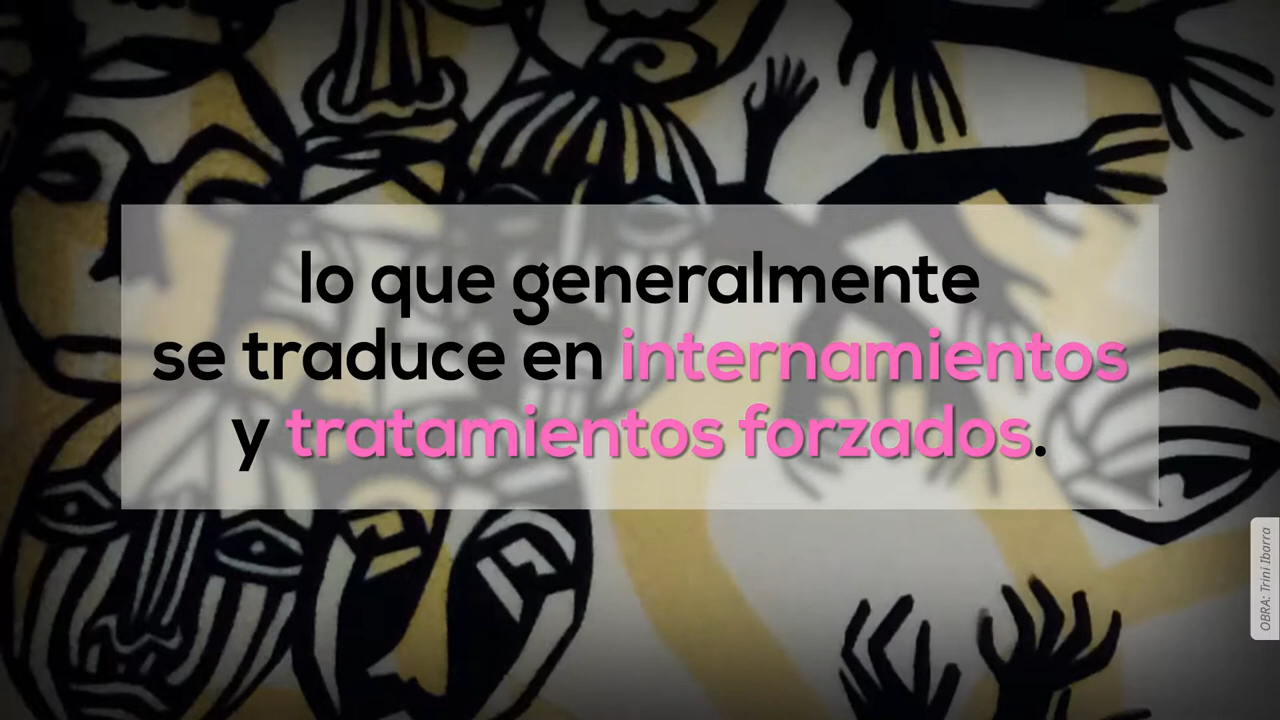 lo que generalmente
se traduce en internamientos
y tratamientos forzados.
OBRA: Trini Ibarra